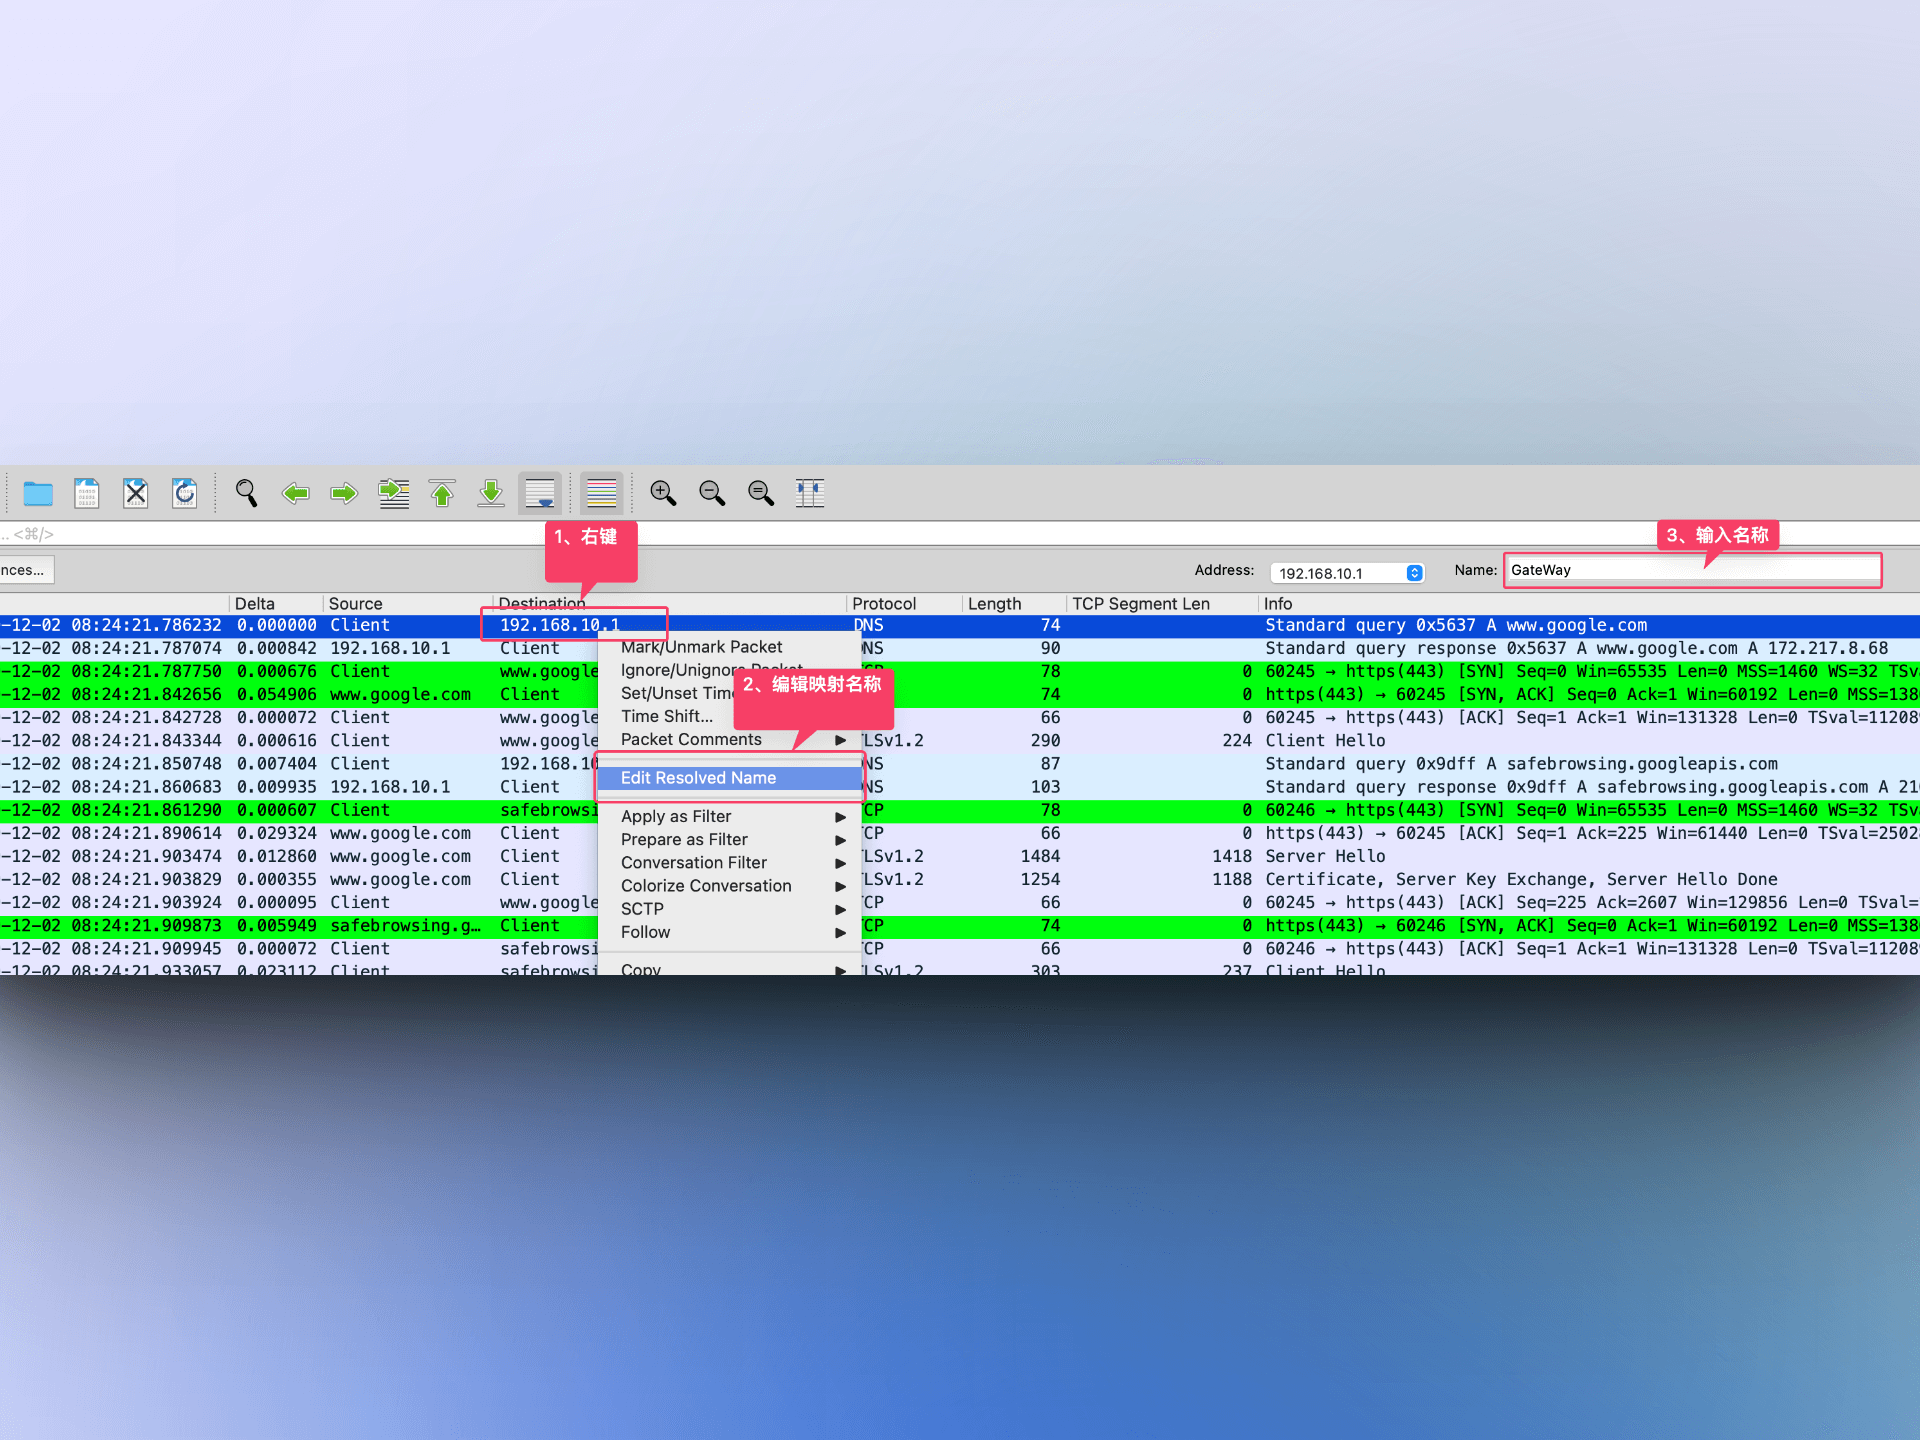 … <⌘/>
1、右键
3、输入名称
nces...
Address: 192.168.10.1 Name: GateWay
Delta Source Destination Protocol Length TCP Segment Len Info
-12-02 08:24:21.786232 0.000000 Client 192.168.10.1 DNS 74 Standard query 0x5637 A www.google.com
-12-02 08:24:21.787074 0.000842 192.168.10.1 Client NS 90 Standard query response 0x5637 A www.google.com A 172.217.8.68
-12-02 08:24:21.787750 0.000676 Client www.google 78 0 60245 → https(443) [SYN] Seq=0 Win=65535 Len=0 MSS=1460 WS=32 TSv
-12-02 08:24:21.842656 0.054906 www.google.com Client 74 0 https(443) → 60245 [SYN, ACK] Seq=0 Ack=1 Win=60192 Len=0 MSS=138
-12-02 08:24:21.842728 0.000072 Client www.google 66 0 60245 → https(443) [ACK] Seq=1 Ack=1 Win=131328 Len=0 TSval=11208
-12-02 08:24:21.843344 0.000616 Client www.google LSv1.2 290 224 Client Hello
-12-02 08:24:21.850748 0.007404 Client 192.168.10 NS 87 Standard query 0x9dff A safebrowsing.googleapis.com
-12-02 08:24:21.860683 0.009935 192.168.10.1 Client NS 103 Standard query response 0x9dff A safebrowsing.googleapis.com A 21
-12-02 08:24:21.861290 0.000607 Client safebrowsi CP 78 0 60246 → https(443) [SYN] Seq=0 Win=65535 Len=0 MSS=1460 WS=32 TSv
-12-02 08:24:21.890614 0.029324 www.google.com Client CP 66 0 https(443) → 60245 [ACK] Seq=1 Ack=225 Win=61440 Len=0 TSval=2502
-12-02 08:24:21.903474 0.012860 www.google.com Client LSv1.2 1484 1418 Server Hello
-12-02 08:24:21.903829 0.000355 www.google.com Client LSv1.2 1254 1188 Certificate, Server Key Exchange, Server Hello Done
-12-02 08:24:21.903924 0.000095 Client www.google CP 66 0 60245 → https(443) [ACK] Seq=225 Ack=2607 Win=129856 Len=0 TSval=
-12-02 08:24:21.909873 0.005949 safebrowsing.g… Client CP 74 0 https(443) → 60246 [SYN, ACK] Seq=0 Ack=1 Win=60192 Len=0 MSS=138
-12-02 08:24:21.909945 0.000072 Client safebrowsi CP 66 0 60246 → https(443) [ACK] Seq=1 Ack=1 Win=131328 Len=0 TSval=11208
-12-02 08:24:21.933057 0.023112 Client safebrowsi LSv1.2 303 237 Client Hello
Mark/Unmark Packet
Ignore/Unignore Packet
Set/Unset Time
Time Shift...
Packet Comments
2、编辑映射名称
Edit Resolved Name
Apply as Filter
Prepare as Filter
Conversation Filter
Colorize Conversation
SCTP
Follow
Copy